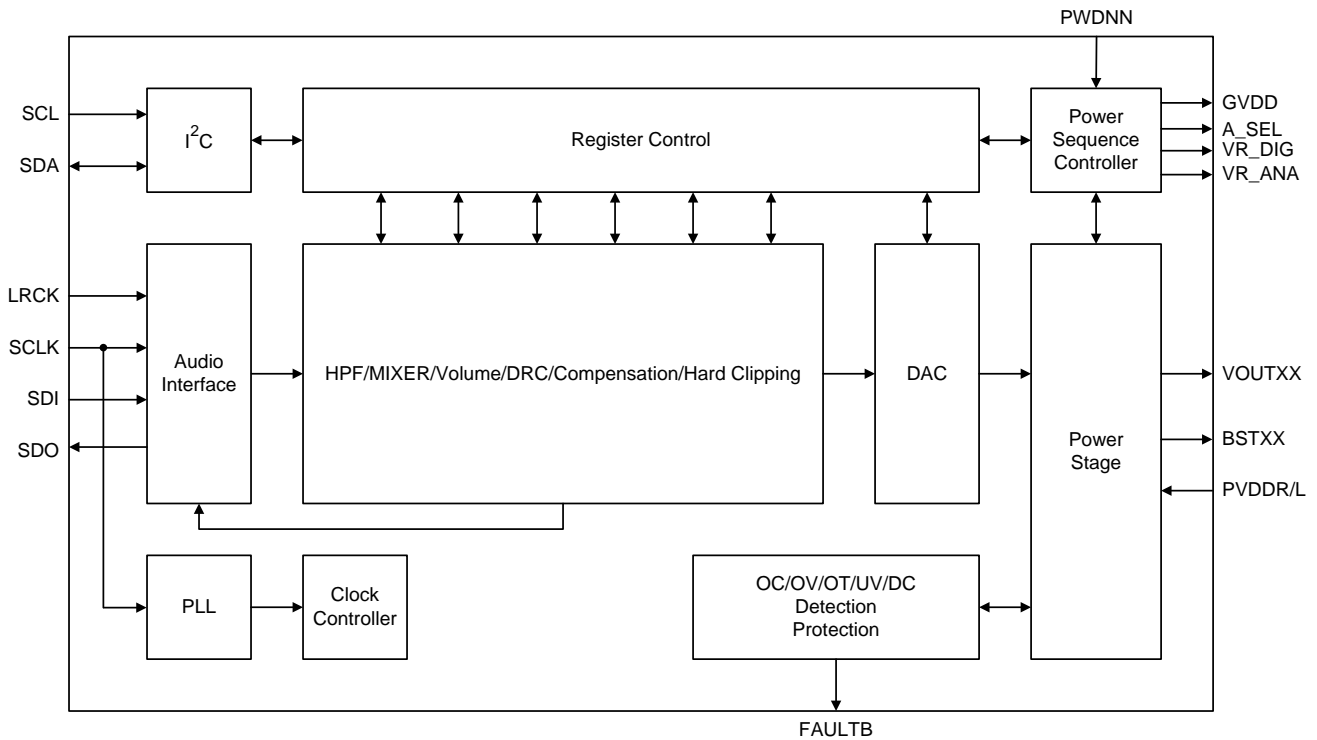 PWDNN
SCL
SDA
I²C
Register Control
Power
Sequence
Controller
GVDD
A_SEL
VR_DIG
VR_ANA
LRCK
SCLK
SDI
SDO
Audio
Interface
HPF/MIXER/Volume/DRC/Compensation/Hard Clipping
DAC
Power
Stage
VOUTXX
BSTXX
PVDDR/L
PLL
Clock
Controller
OC/OV/OT/UV/DC
Detection
Protection
FAULTB